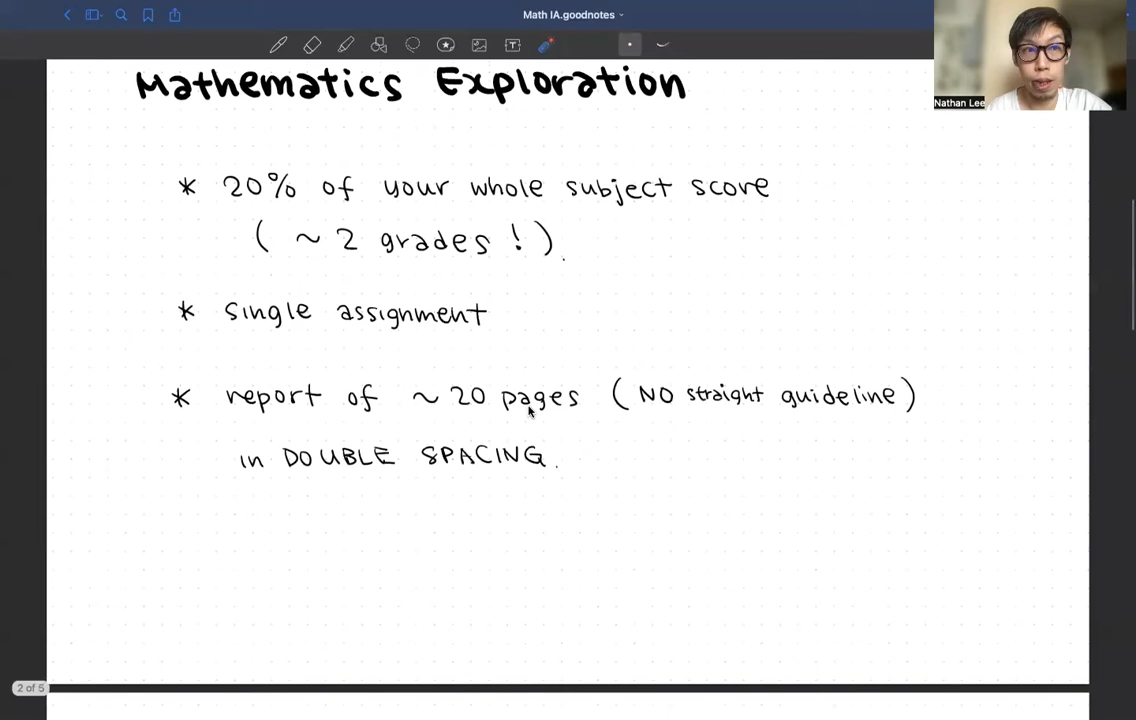 Math IA.goodnotes
Nathan Lee
Mathematics Exploration
* 20% of your whole subject score
( ~ 2 grades ! ).
* single assignment
* report of ~ 20 pages ( NO straight guideline )
in DOUBLE SPACING.
2 of 5